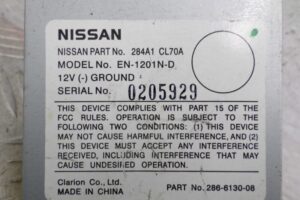 NISSAN
NISSAN PART No. 284A1 CL70A
MODEL No. EN-1201N-D
12V (-) GROUND
SERIAL No. 0205929
THIS DEVICE COMPLIES WITH PART 15 OF THE
FCC RULES. OPERATION IS SUBJECT TO THE
FOLLOWING TWO CONDITIONS: (1) THIS DEVICE
MAY NOT CAUSE HARMFUL INTERFERENCE, AND (2)
THIS DEVICE MUST ACCEPT ANY INTERFERENCE
THAT MAY
CAUSE UNDESIRED OPERATION.
Clarion Co., Ltd.
MADE IN CHINA
PART No. 286-6130-08